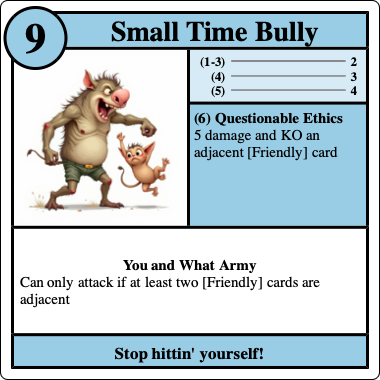 9
Small Time Bully
(1-3) 2
(4) 3
(5) 4
(6) Questionable Ethics
5 damage and KO an
adjacent [Friendly] card
You and What Army
Can only attack if at least two [Friendly] cards are
adjacent
Stop hittin' yourself!